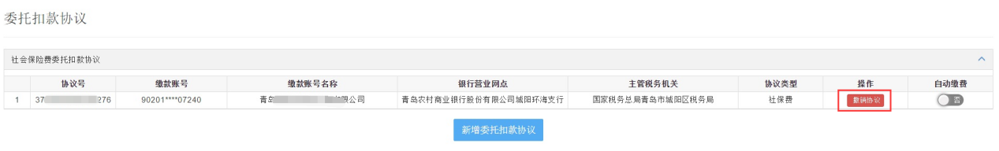 委托扣款协议
社会保险费委托扣款协议
协议号 缴款账号 缴款账号名称 银行营业网点 主管税务机关 协议类型 操作 自动缴费
1 37 276 90201****07240 青岛 限公司 青岛农村商业银行股份有限公司城阳环海支行 国家税务总局青岛市城阳区税务局 社保费 撤销协议 否
新增委托扣款协议